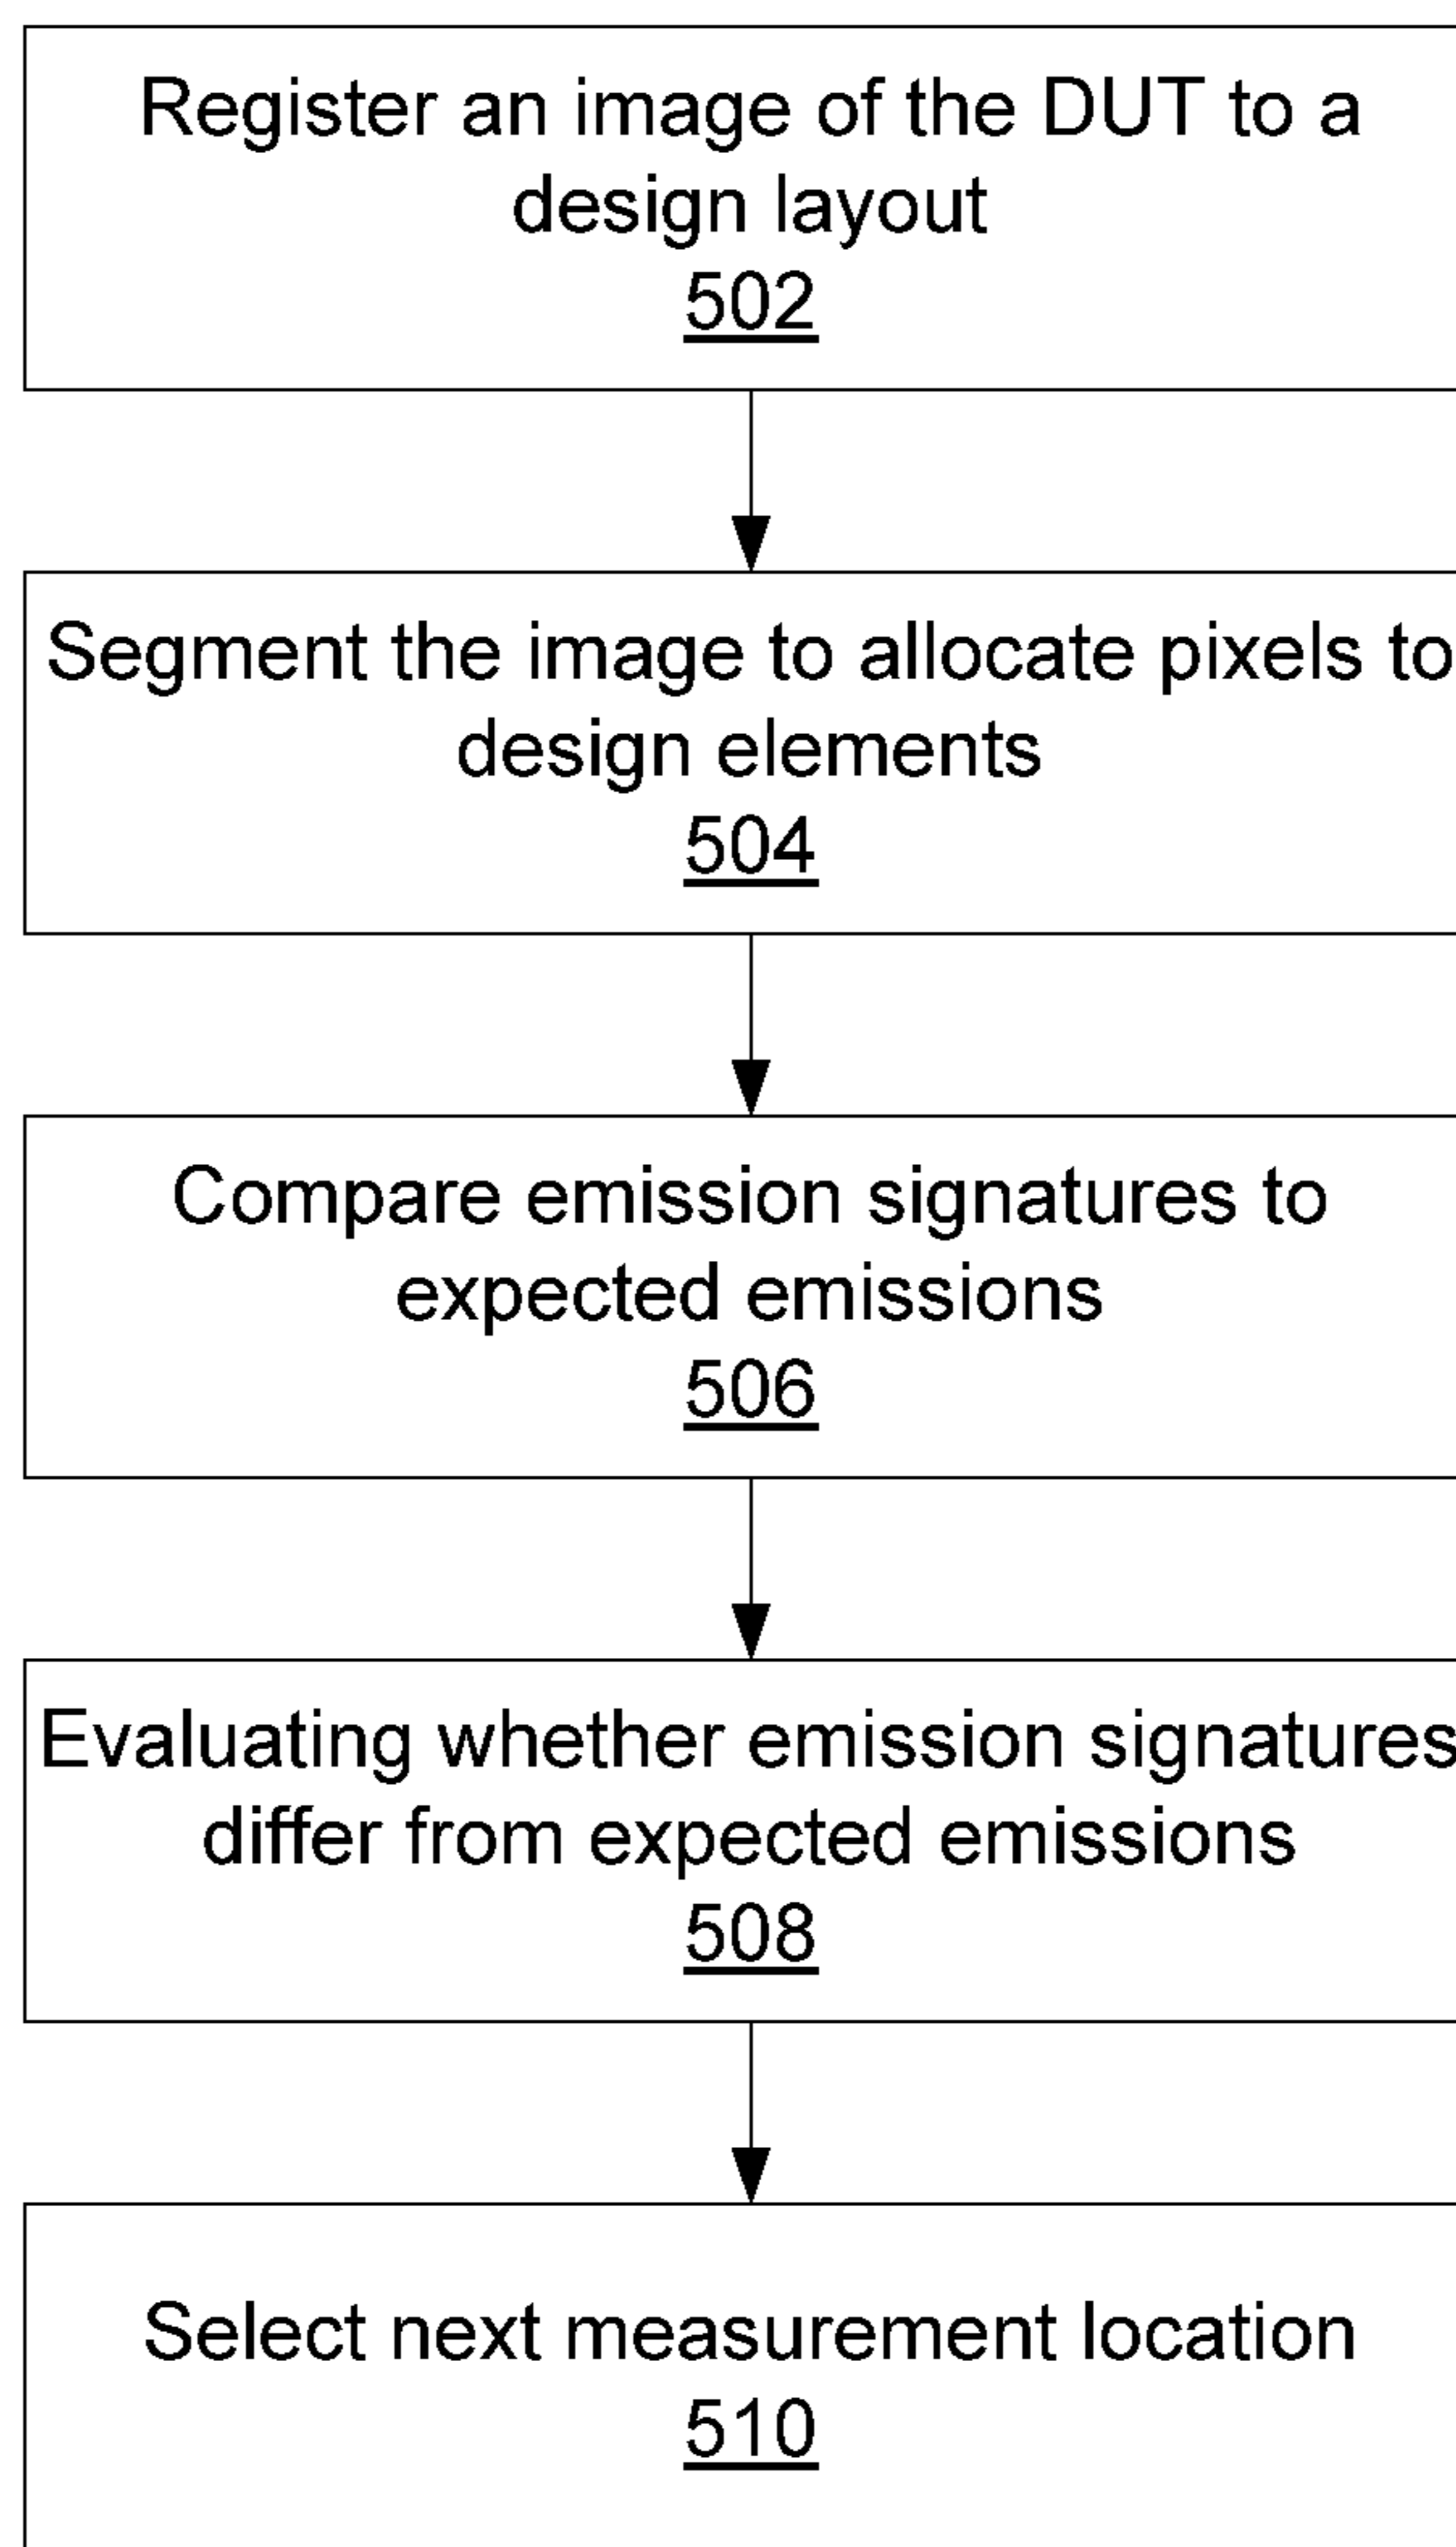 Register an image of the DUT to a
design layout
502
Segment the image to allocate pixels to
design elements
504
Compare emission signatures to
expected emissions
506
Evaluating whether emission signatures
differ from expected emissions
508
Select next measurement location
510